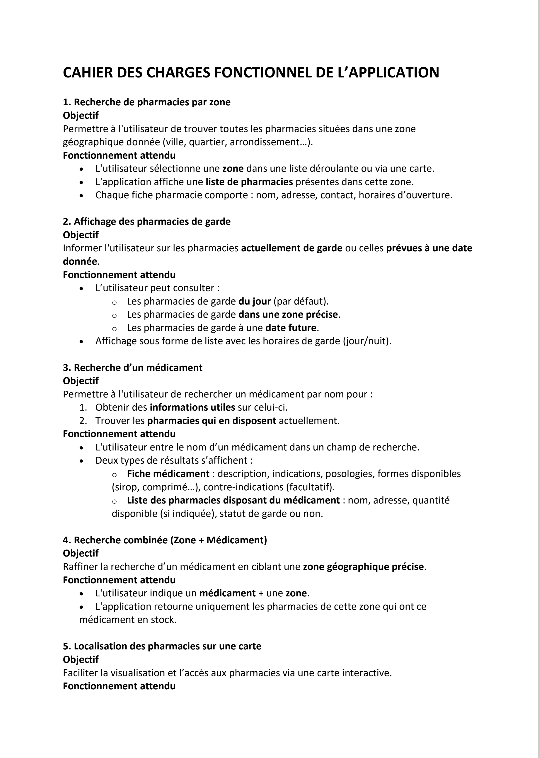 CAHIER DES CHARGES FONCTIONNEL DE L'APPLICATION
1. Recherche de pharmacies par zone
Objectif
Permettre à l'utilisateur de trouver toutes les pharmacies situées dans une zone
géographique donnée (ville, quartier, arrondissement…).
Fonctionnement attendu
• L'utilisateur sélectionne une zone dans une liste déroulante ou via une carte.
• L'application affiche une liste de pharmacies présentes dans cette zone.
• Chaque fiche pharmacie comporte : nom, adresse, contact, horaires d'ouverture.
2. Affichage des pharmacies de garde
Objectif
Informer l'utilisateur sur les pharmacies actuellement de garde ou celles prévues à une date
donnée.
Fonctionnement attendu
• L'utilisateur peut consulter :
o Les pharmacies de garde du jour (par défaut).
o Les pharmacies de garde dans une zone précise.
o Les pharmacies de garde à une date future.
• Affichage sous forme de liste avec les horaires de garde (jour/nuit).
3. Recherche d'un médicament
Objectif
Permettre à l'utilisateur de rechercher un médicament par nom pour :
1. Obtenir des informations utiles sur celui-ci.
2. Trouver les pharmacies qui en disposent actuellement.
Fonctionnement attendu
• L'utilisateur entre le nom d'un médicament dans un champ de recherche.
• Deux types de résultats s'affichent :
o Fiche médicament : description, indications, posologies, formes disponibles
(sirop, comprimé…), contre-indications (facultatif).
o Liste des pharmacies disposant du médicament : nom, adresse, quantité
disponible (si indiquée), statut de garde ou non.
4. Recherche combinée (Zone + Médicament)
Objectif
Raffiner la recherche d'un médicament en ciblant une zone géographique précise.
Fonctionnement attendu
• L'utilisateur indique un médicament + une zone.
• L'application retourne uniquement les pharmacies de cette zone qui ont ce
médicament en stock.
5. Localisation des pharmacies sur une carte
Objectif
Faciliter la visualisation et l'accès aux pharmacies via une carte interactive.
Fonctionnement attendu